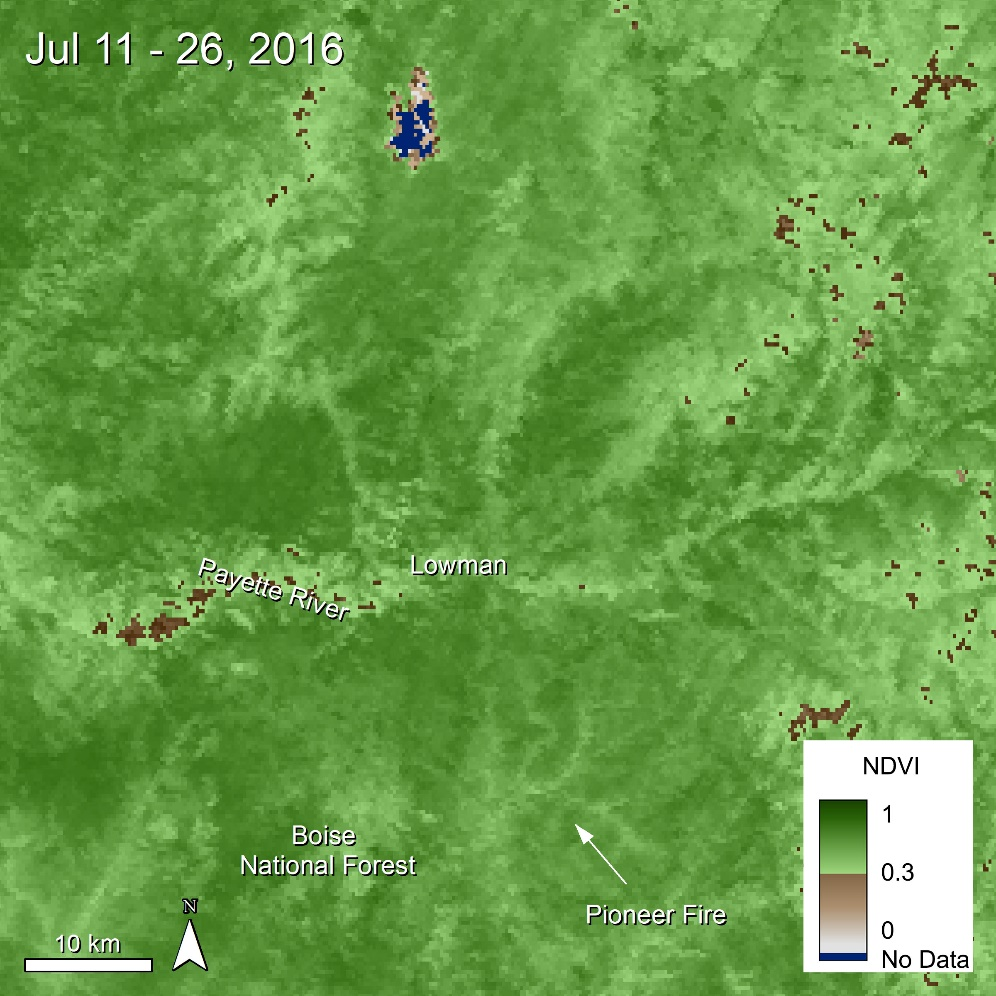 Jul 11 - 26, 2016
Payette River
Lowman
Boise
National Forest
Pioneer Fire
N
10 km
NDVI
1
0.3
0
No Data